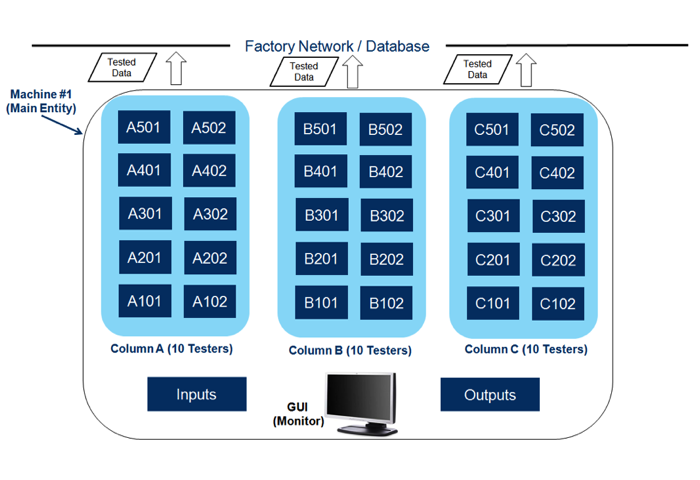 Factory Network / Database
Tested
Data
Tested
Data
Tested
Data
Machine #1
(Main Entity)
A501 A502 B501 B502 C501 C502
A401 A402 B401 B402 C401 C402
A301 A302 B301 B302 C301 C302
A201 A202 B201 B202 C201 C202
A101 A102 B101 B102 C101 C102
Column A (10 Testers)
Column B (10 Testers)
Column C (10 Testers)
Inputs
GUI
(Monitor)
Outputs